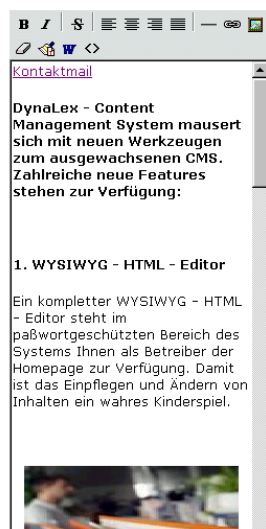 B I S
Kontaktmail
DynaLex - Content
Management System mausert
sich mit neuen Werkzeugen
zum ausgewachsenen CMS.
Zahlreiche neue Features
stehen zur Verfügung:
1. WYSIWYG - HTML - Editor
Ein kompletter WYSIWYG - HTML
- Editor steht im
paßwortgeschützten Bereich des
Systems Ihnen als Betreiber der
Homepage zur Verfügung. Damit
ist das Einpflegen und Ändern von
Inhalten ein wahres Kinderspiel.